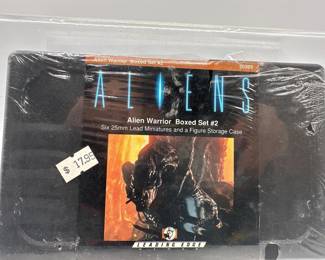 Alien Warrior Boxed Set #2
ALIENS
Alien Warrior Boxed Set #2
Six 25mm Lead Miniatures and a Figure Storage Case
$ 17.95
LEADING EDGE